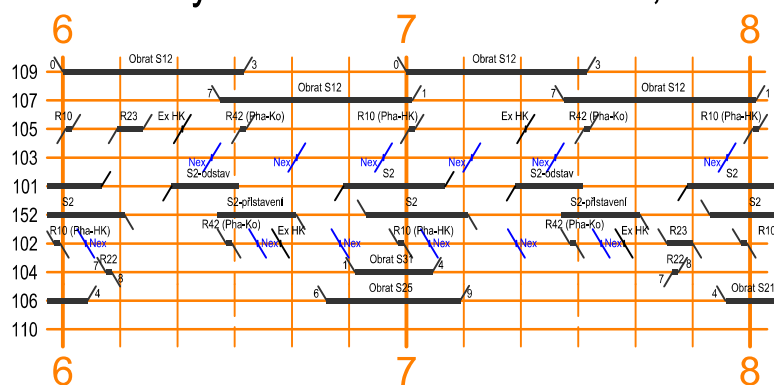 6 7 8
Obrat S12 Obrat S12
109 0 3 0 3
Obrat S12 Obrat S12
107 7 1 7 1
R10 R23 Ex HK R42 (Pha-Ko) R10 (Pha-HK) Ex HK R42 (Pha-Ko) R10 (Pha-HK)
105
103 Nex Nex Nex Nex Nex Nex
S2-odstav S2 S2-odstav S2
101
S2 S2-přistavení S2 S2-přistavení S2
152
R10 (Pha-HK) R42 (Pha-Ko) R10 (Pha-HK) R42 (Pha-Ko) R23 R10
102 Nex Nex Ex HK Nex Nex Nex Nex Ex HK
R22 Obrat S31 R22
104 7 8 1 4 7 8
Obrat S25 Obrat S21
106 4 6 9 4
110
6 7 8